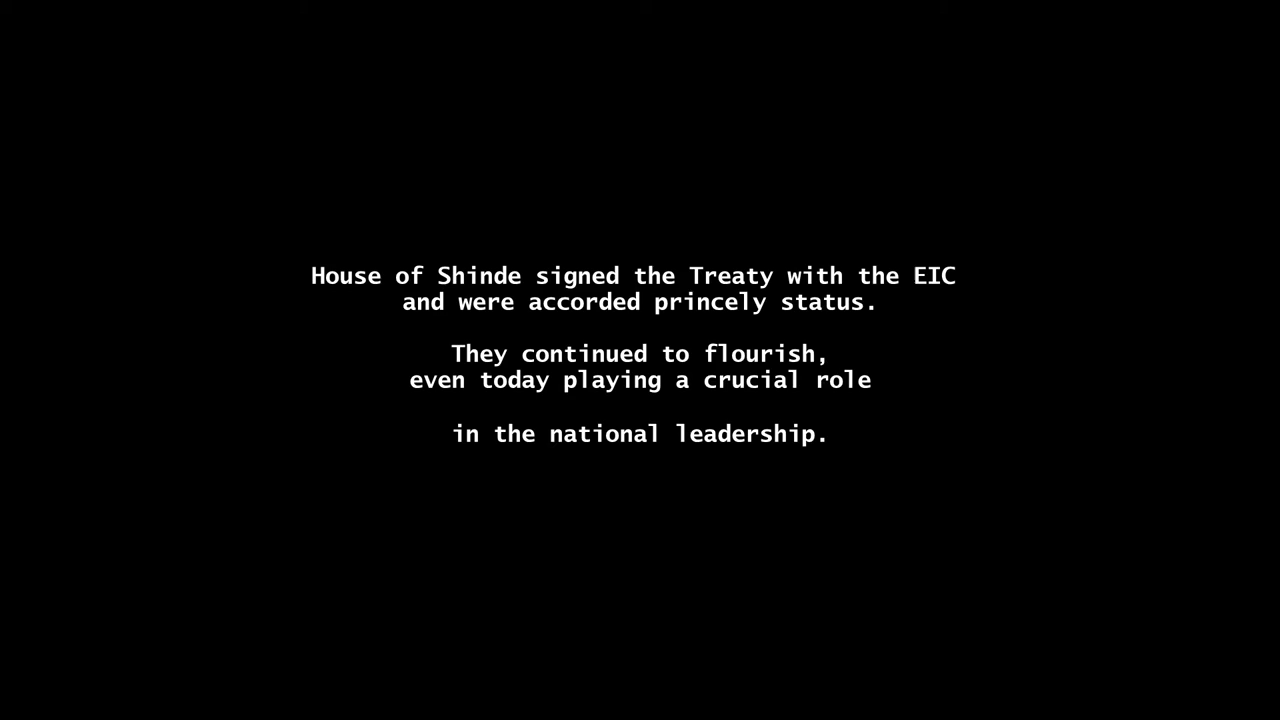 House of Shinde signed the Treaty with the EIC
and were accorded princely status.
They continued to flourish,
even today playing a crucial role
in the national leadership.